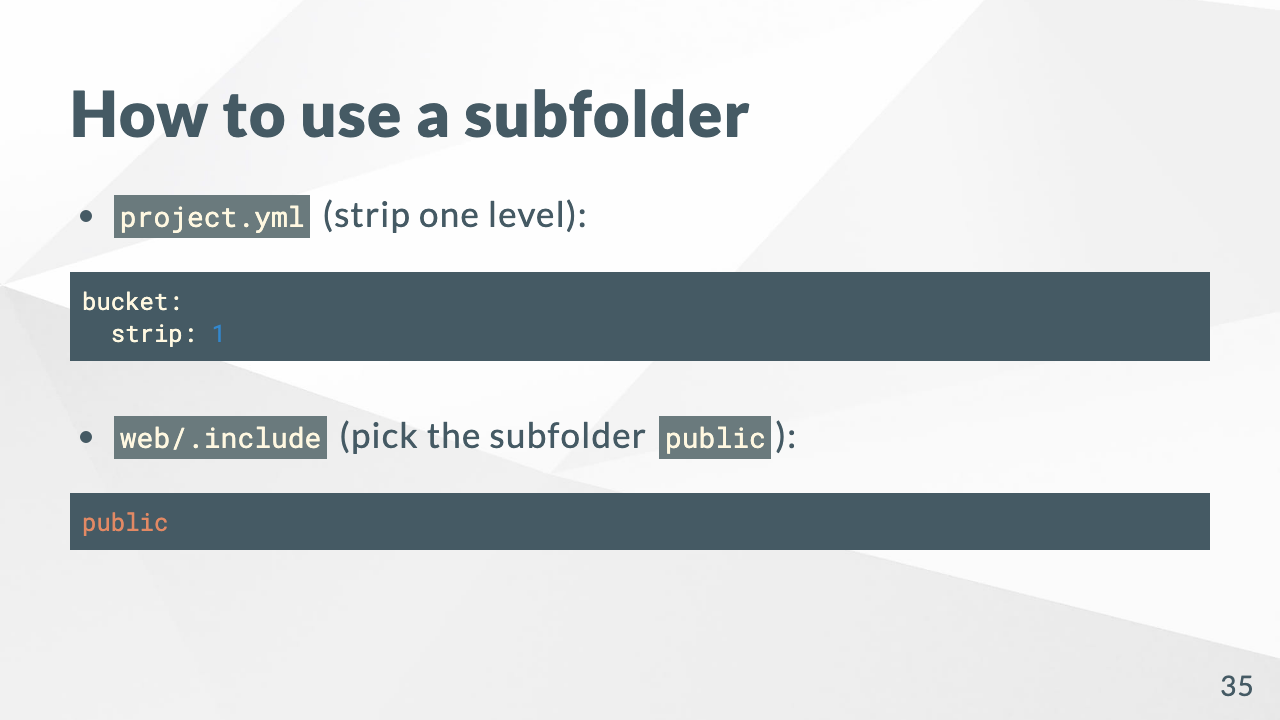 How to use a subfolder
• project.yml (strip one level):
bucket:
  strip: 1
• web/.include (pick the subfolder public):
public
35